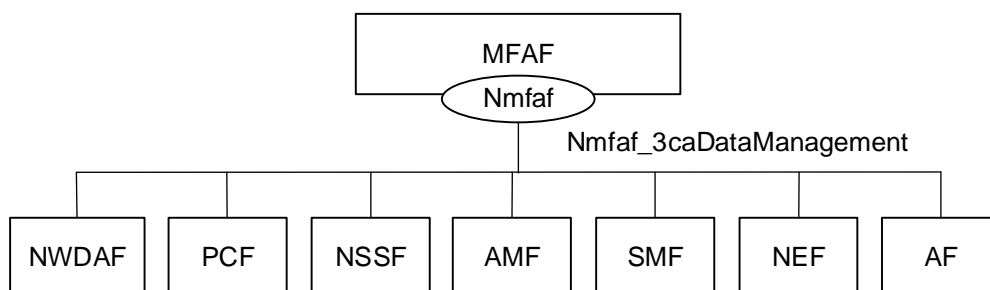 MFAF
Nmfaf
Nmfaf_3caDataManagement
NWDAF PCF NSSF AMF SMF NEF AF